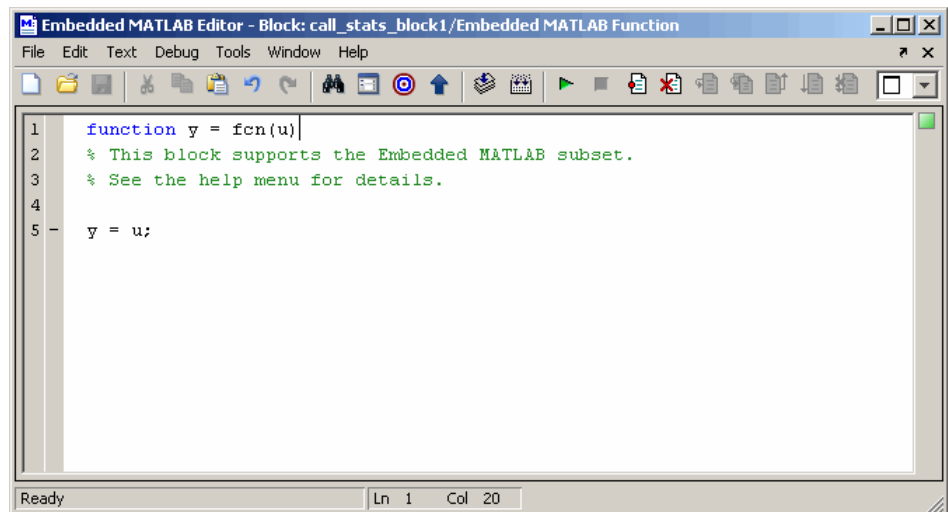 Embedded MATLAB Editor - Block: call_stats_block1/Embedded MATLAB Function
File Edit Text Debug Tools Window Help
1 function y = fcn(u)
2 % This block supports the Embedded MATLAB subset.
3 % See the help menu for details.
4
5 - y = u;
Ready Ln 1 Col 20